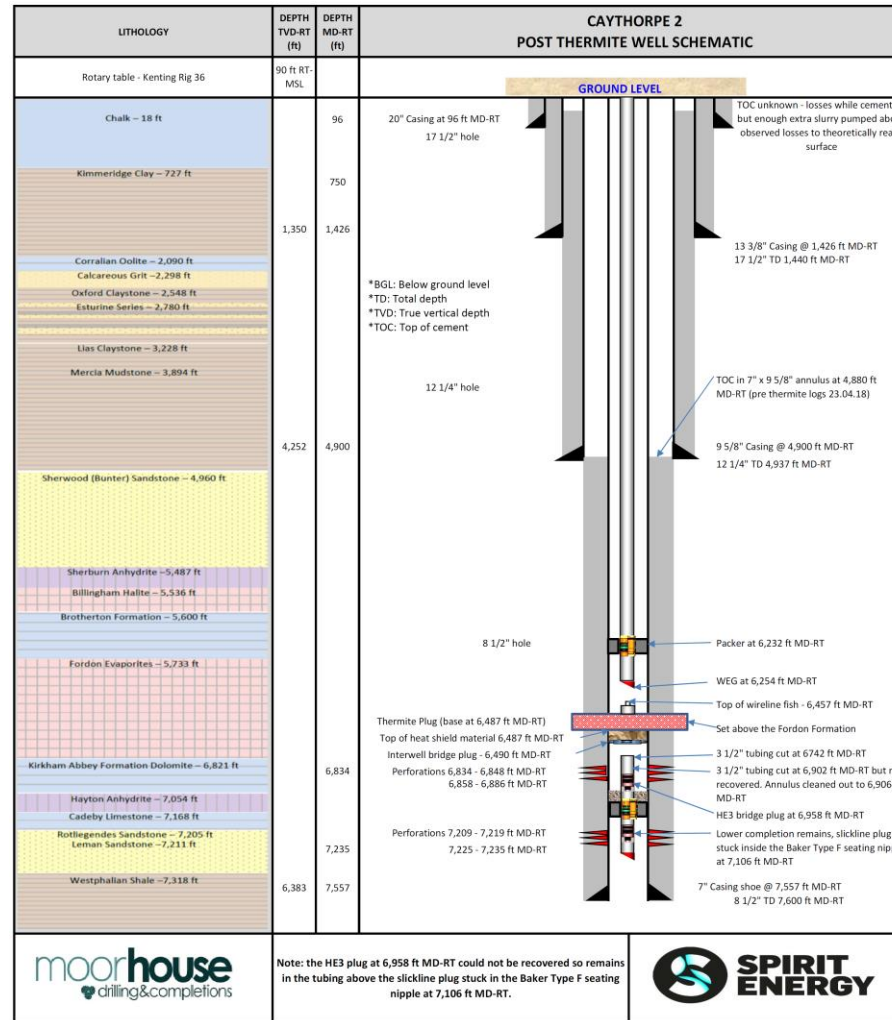 LITHOLOGY
DEPTH
TVD-RT
(ft)
DEPTH
MD-RT
(ft)
CAYTHORPE 2
POST THERMITE WELL SCHEMATIC
Rotary table - Kenting Rig 36
90 ft RT-
MSL
GROUND LEVEL
Chalk – 18 ft
96
20" Casing at 96 ft MD-RT
17 1/2" hole
TOC unknown - losses while cement
but enough extra slurry pumped
observed losses to theoretically
surface
Kimmeridge Clay – 727 ft
750
1,350
1,426
13 3/8" Casing @ 1,426 ft MD-RT
17 1/2" TD 1,440 ft MD-RT
Corralian Oolite – 2,090 ft
Calcareous Grit –2,298 ft
Oxford Claystone – 2,548 ft
Esturine Series – 2,780 ft
*BGL: Below ground level
*TD: Total depth
*TVD: True vertical depth
*TOC: Top of cement
Lias Claystone – 3,228 ft
Mercia Mudstone – 3,894 ft
12 1/4" hole
TOC in 7" x 9 5/8" annulus at 4,880 ft
MD-RT (pre thermite logs 23.04.18)
4,252
4,900
9 5/8" Casing @ 4,900 ft MD-RT
12 1/4" TD 4,937 ft MD-RT
Sherwood (Bunter) Sandstone – 4,960 ft
Sherburn Anhydrite –5,487 ft
Billingham Halite – 5,536 ft
Brotherton Formation – 5,600 ft
8 1/2" hole
Packer at 6,232 ft MD-RT
Fordon Evaporites – 5,733 ft
WEG at 6,254 ft MD-RT
Top of wireline fish - 6,457 ft MD-RT
Thermite Plug (base at 6,487 ft MD-RT)
Set above the Fordon Formation
Top of heat shield material 6,487 ft MD-RT
Interwell bridge plug - 6,490 ft MD-RT
3 1/2" tubing cut at 6742 ft MD-RT
Kirkham Abbey Formation Dolomite – 6,821 ft
6,834
Perforations 6,834 - 6,848 ft MD-RT
6,858 - 6,886 ft MD-RT
3 1/2" tubing cut at 6,902 ft MD-RT but
recovered. Annulus cleaned out to 6,906
MD-RT
Hayton Anhydrite – 7,054 ft
Cadeby Limestone – 7,168 ft
HE3 bridge plug at 6,958 ft MD-RT
Rotliegendes Sandstone – 7,205 ft
Leman Sandstone –7,211 ft
7,235
Perforations 7,209 - 7,219 ft MD-RT
7,225 - 7,235 ft MD-RT
Lower completion remains, slickline plug
stuck inside the Baker Type F seating
at 7,106 ft MD-RT
Westphalian Shale –7,318 ft
6,383
7,557
7" Casing shoe @ 7,557 ft MD-RT
8 1/2" TD 7,600 ft MD-RT
moorhouse
drilling&completions
Note: the HE3 plug at 6,958 ft MD-RT could not be recovered so remains
in the tubing above the slickline plug stuck in the Baker Type F seating
nipple at 7,106 ft MD-RT.
SPIRIT
ENERGY